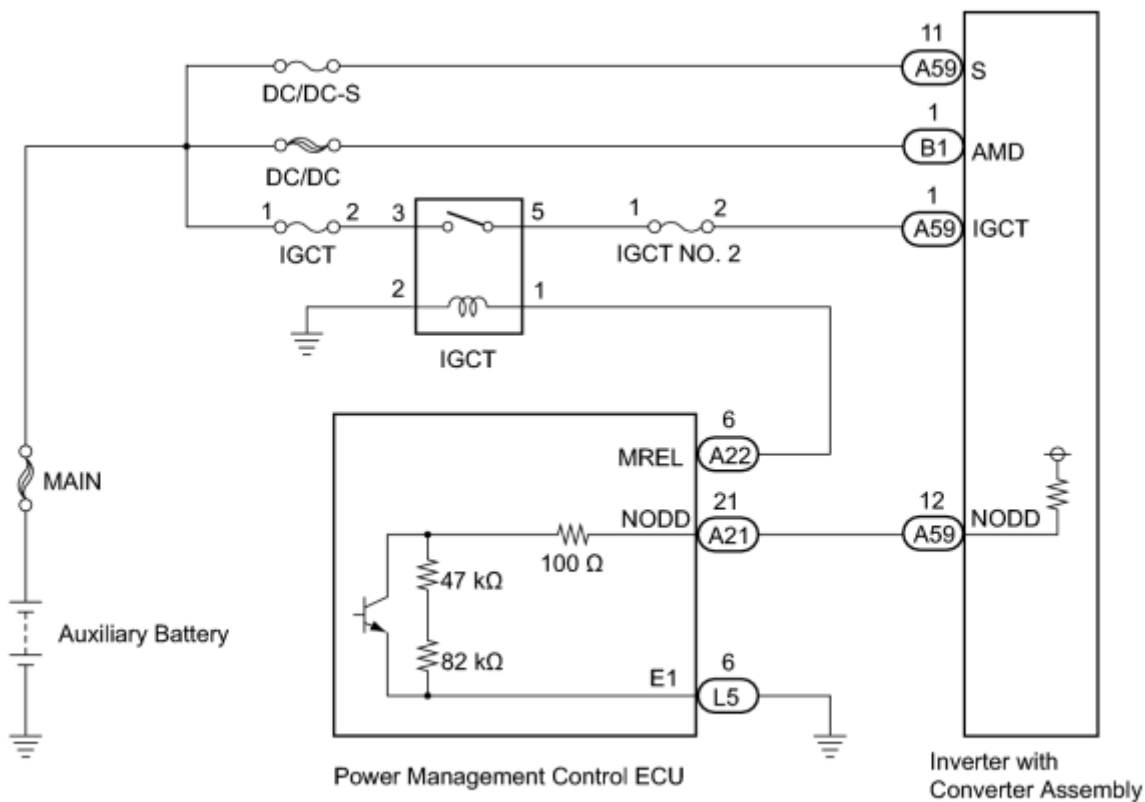 11
A59 S
DC/DC-S
1
B1 AMD
DC/DC
1 2 3 5 1 2 1
IGCT IGCT NO. 2 A59 IGCT
2 1
IGCT
6
MREL A22
MAIN
21 12
NODD A21 A59 NODD
100 Ω
47 kΩ
Auxiliary Battery
82 kΩ
6
E1 L5
Power Management Control ECU
Inverter with
Converter Assembly